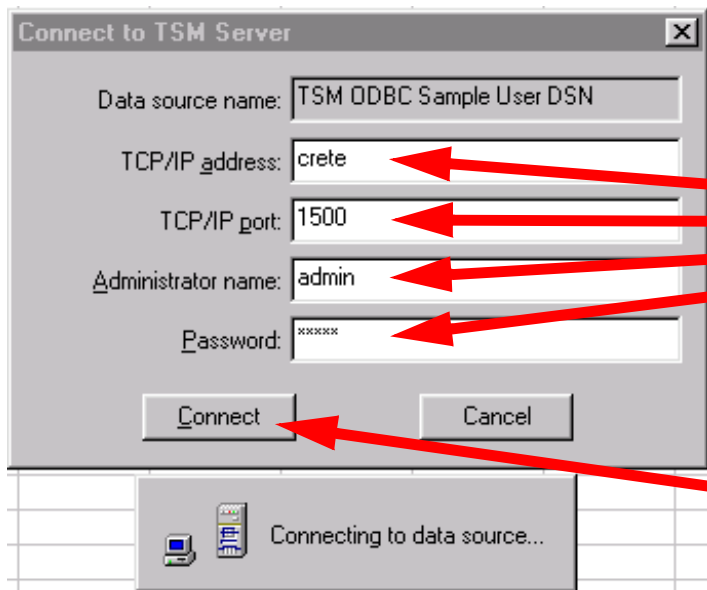 Connect to TSM Server
Data source name: TSM ODBC Sample User DSN
TCP/IP address: crete
TCP/IP port: 1500
Administrator name: admin
Password: *****
Connect Cancel
Connecting to data source...